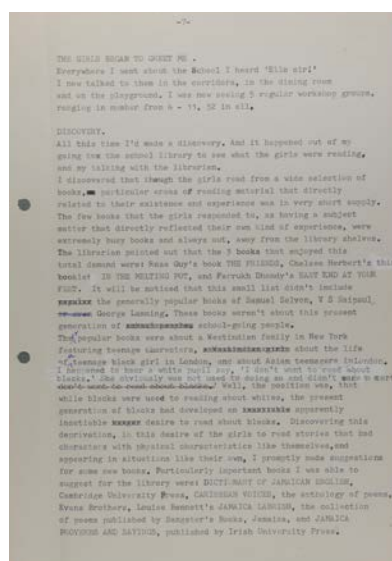 -7-
THE GIRLS BEGAN TO GREET ME .
Everywhere I went about the School I heard 'Ello sir!'
I now talked to them in the corridors, in the dining room
and on the playground. I was now seeing 5 regular workshop groups,
ranging in number from 4 - 11, 32 in all.
DISCOVERY.
All this time I'd made a discovery. And it happened out of my
going to the school library to see what the girls were reading,
and my talking with the librarian.
I discovered that though the girls read from a wide selection of
books, particular areas of reading material that directly
related to their existence and experience was in very short supply.
The few books that the girls responded to, as having a subject
matter that directly reflected their own kind of experience, were
extremely busy books and always out, away from the library shelves.
The librarian pointed out that the 3 books that enjoyed this
total demand were: Rosa Guy's book THE FRIENDS, Chelsea Herbert's this
booklet IN THE MELTING POT, and Farrukh Dhondy's EAST END AT YOUR
FEET. It will be noticed that this small list didn't include
the generally popular books of Samuel Selvon, V S Naipaul,
George Lamming. These books weren't about this present
generation of school-going people.
The popular books were about a Westindian family in New York
featuring teenage characters, about the life
of teenage black girl in London, and about Asian teenagers inLondon.
I happened to hear a white pupil say, 'I don't want to read about
blacks.' She obviously was not used to doing so and didn't want to
don't want to read about blacks.' Well, the position was, that
while blacks were used to reading about whites, the present
generation of blacks had developed an apparently
insatiable desire to read about blacks. Discovering this
deprivation, in this desire of the girls to read stories that had
characters with physical characteristics like themselves,and
appearing in situations like their own, I promptly made suggestions
for some new books. Particularly important books I was able to
suggest for the library were: DICTIONARY OF JAMAICAN ENGLISH,
Cambridge University Press, CARIBBEAN VOICES, the anthology of poems,
Evans Brothers, Louise Bennett's JAMAICA LABRISH, the collection
of poems published by Sangster's Books, Jamaica, and JAMAICA
PROVERBS AND SAYINGS, published by Irish University Press.